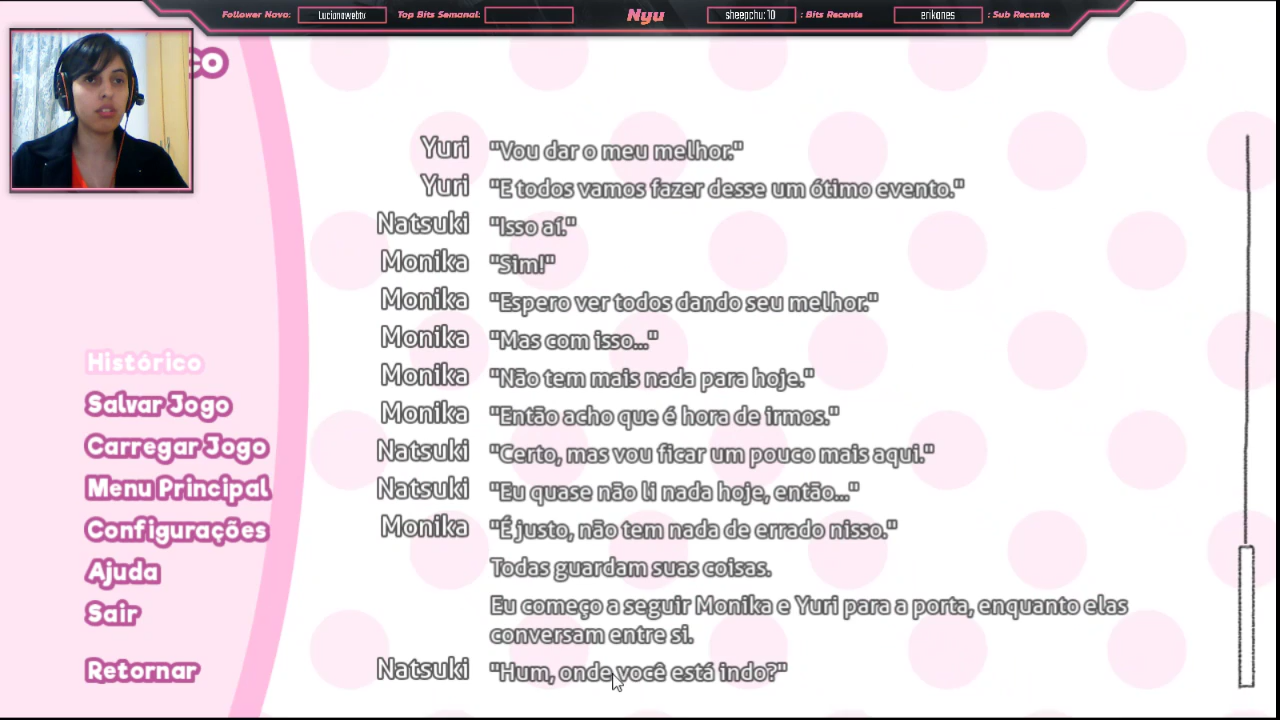 Follower Novo: Lucianowebtv Top Bits Semanal: Nyu sheepchu: 10 : Bits Recente erikanes : Sub Recente
CO
Yuri "Vou dar o meu melhor."
Yuri "E todos vamos fazer desse um ótimo evento."
Natsuki "Isso aí."
Monika "Sim!"
Monika "Espero ver todos dando seu melhor."
Monika "Mas com isso..."
Monika "Não tem mais nada para hoje."
Monika "Então acho que é hora de irmos."
Natsuki "Certo, mas vou ficar um pouco mais aqui."
Natsuki "Eu quase não li nada hoje, então..."
Monika "É justo, não tem nada de errado nisso."
Todas guardam suas coisas.
Eu começo a seguir Monika e Yuri para a porta, enquanto elas
conversam entre si.
Natsuki "Hum, onde você está indo?"
Histórico
Salvar Jogo
Carregar Jogo
Menu Principal
Configurações
Ajuda
Sair
Retornar